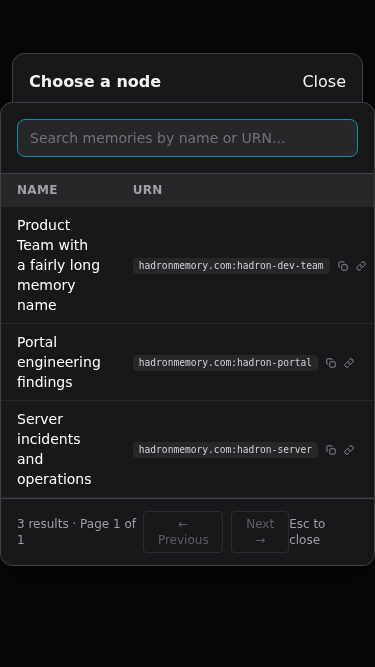 Choose a node
Close
Search memories by name or URN...
NAME
URN
Product
Team with
a fairly long
memory
name
hadronmemory.com:hadron-dev-team
Portal
engineering
findings
hadronmemory.com:hadron-portal
Server
incidents
and
operations
hadronmemory.com:hadron-server
3 results · Page 1 of
1
←
Previous
Next
→
Esc to
close